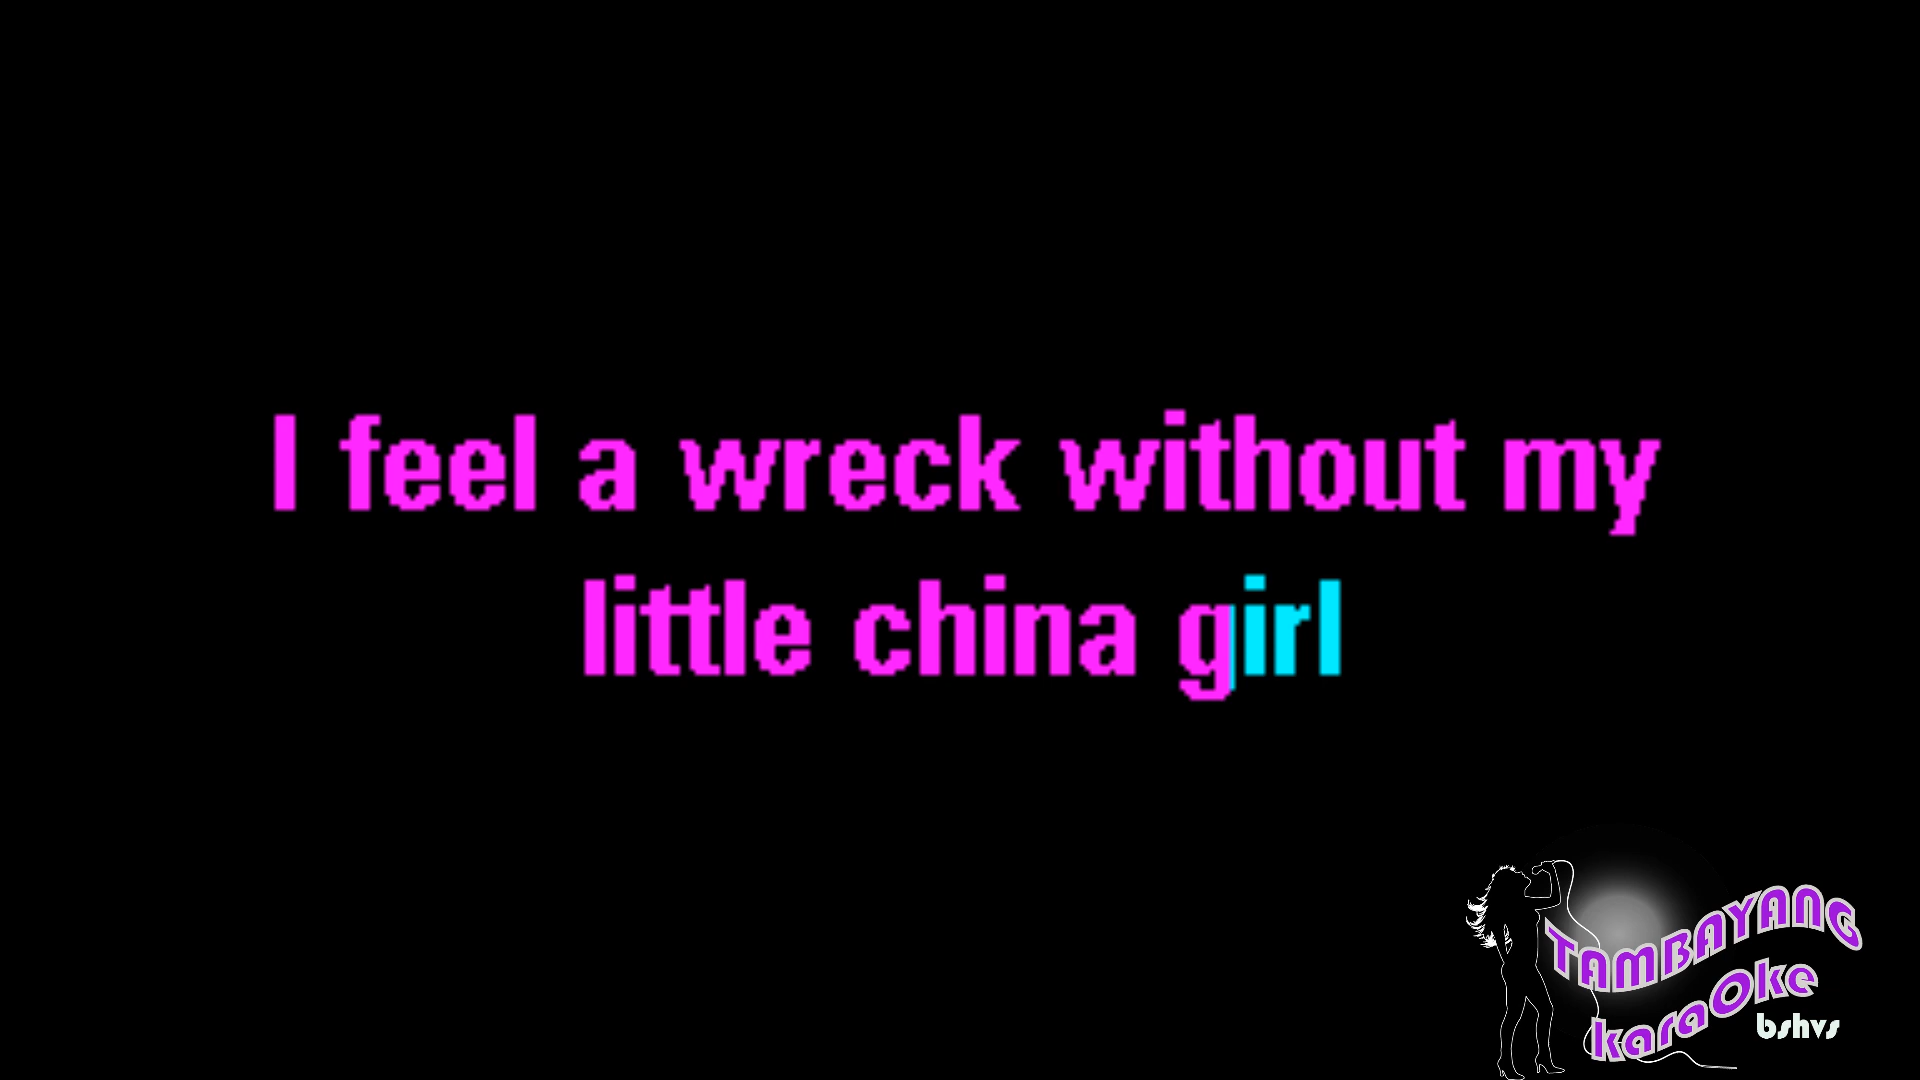 I feel a wreck without my
little china girl
TAMBAYANG
karaOke
bshvs